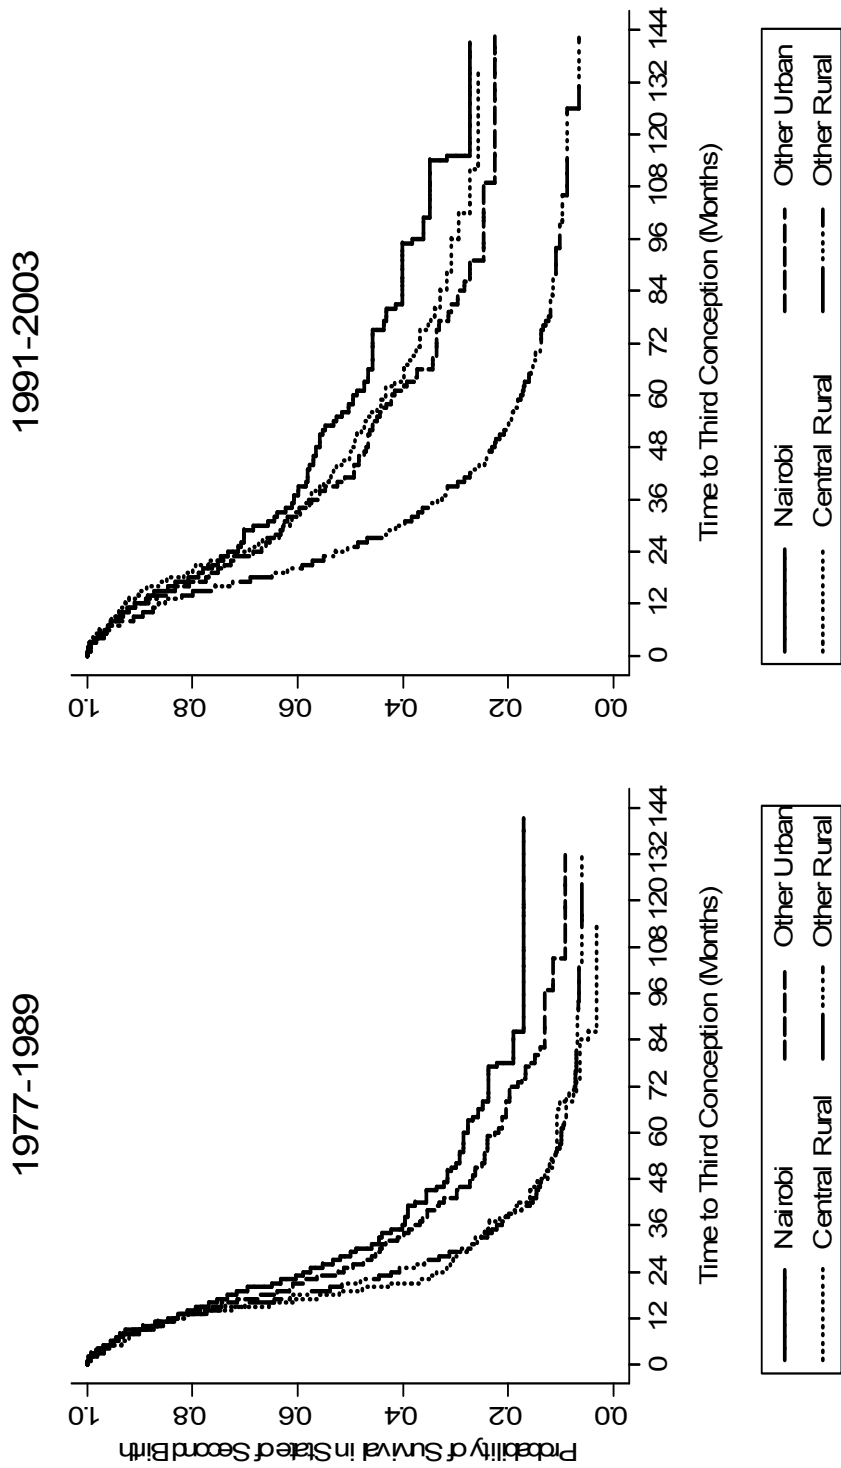 1977-1989
Probability of Survival in State of Second Birth
1.0
0.8
0.6
0.4
0.2
0.0
0 12 24 36 48 60 72 84 96 108 120 132 144
Time to Third Conception (Months)
Nairobi
Other Urban
Central Rural
Other Rural
1991-2003
1.0
0.8
0.6
0.4
0.2
0.0
0 12 24 36 48 60 72 84 96 108 120 132 144
Time to Third Conception (Months)
Nairobi
Other Urban
Central Rural
Other Rural